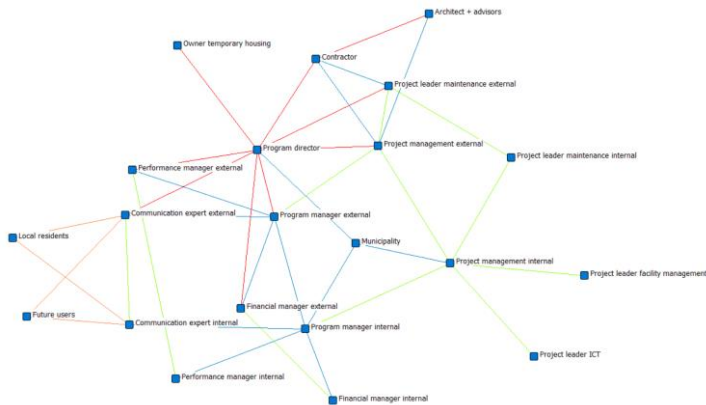 Architect + advisors
Owner temporary housing
Contractor
Project leader maintenance external
Program director
Project management external
Project leader maintenance internal
Performance manager external
Communication expert external
Program manager external
Local residents
Municipality
Project management internal
Project leader facility management
Financial manager external
Future users
Communication expert internal
Program manager internal
Project leader ICT
Performance manager internal
Financial manager internal